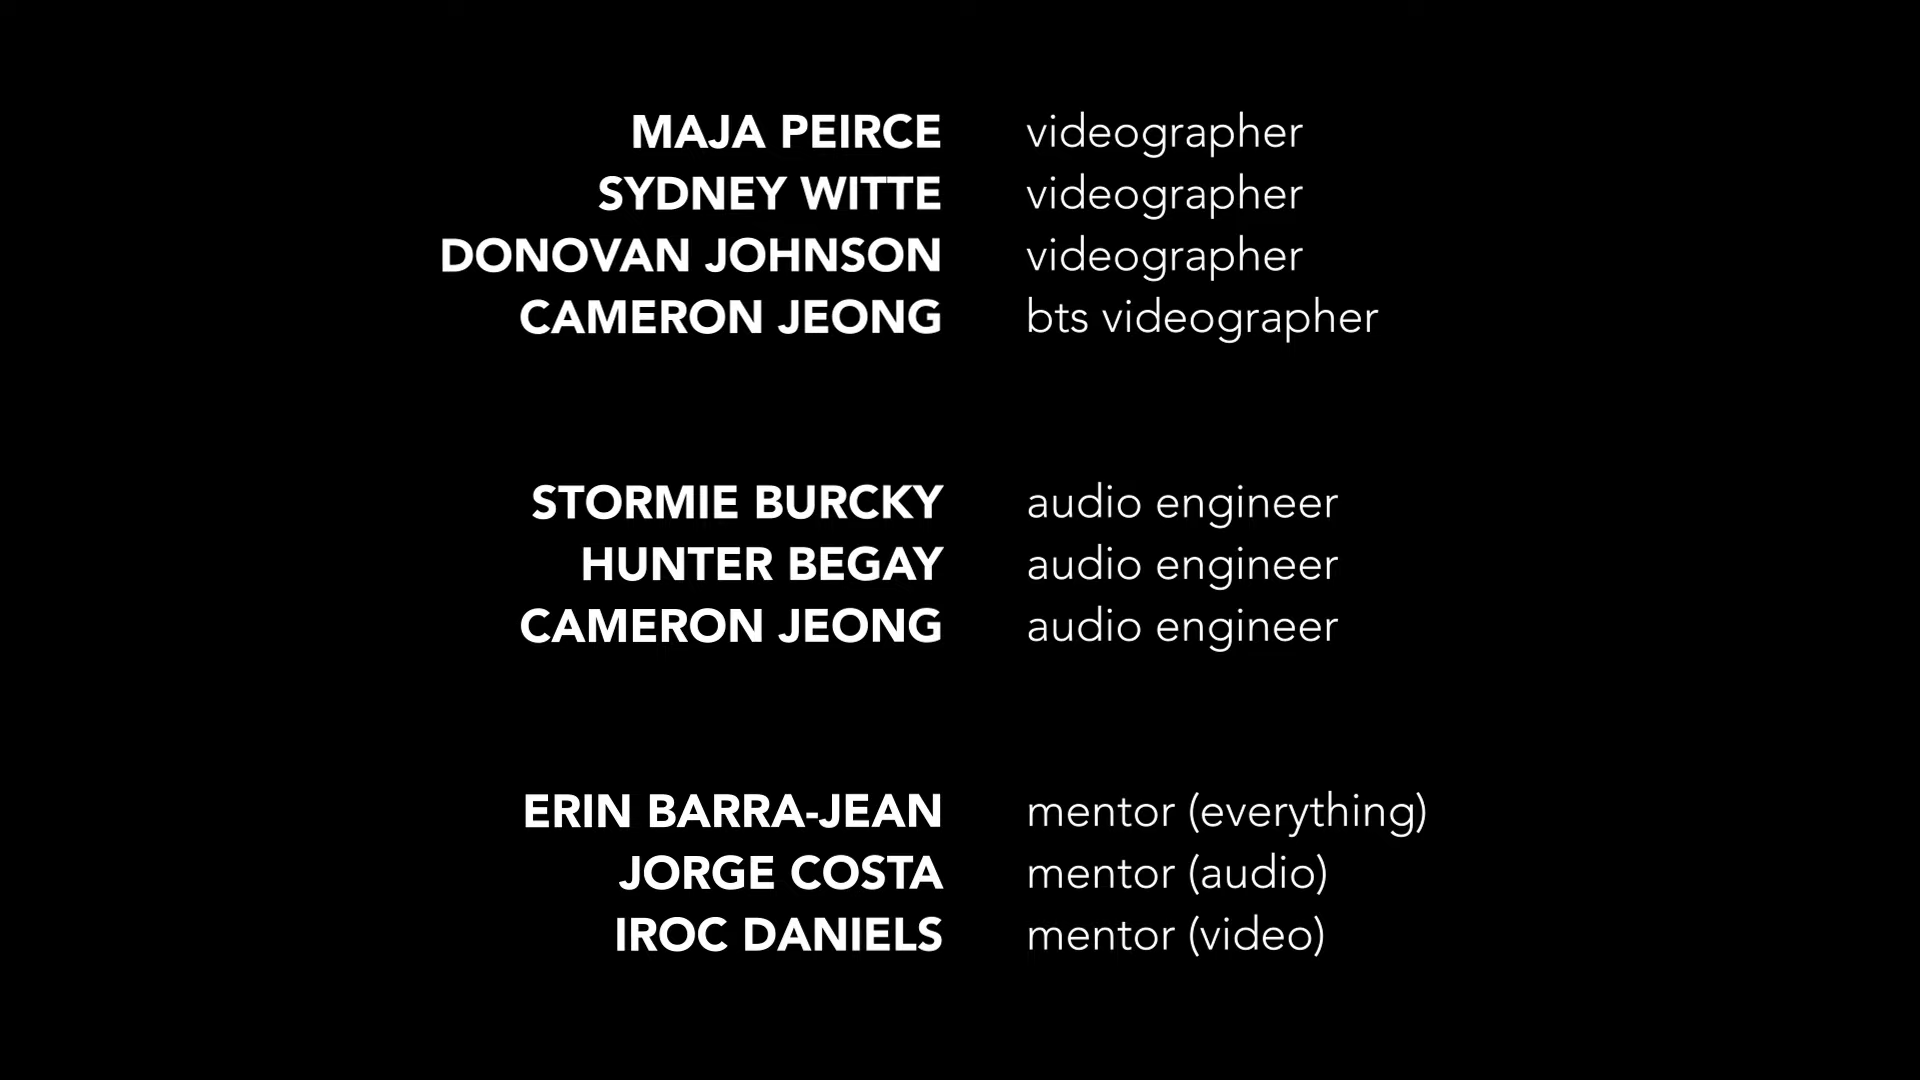 MAJA PEIRCE videographer
SYDNEY WITTE videographer
DONOVAN JOHNSON videographer
CAMERON JEONG bts videographer
STORMIE BURCKY audio engineer
HUNTER BEGAY audio engineer
CAMERON JEONG audio engineer
ERIN BARRA-JEAN mentor (everything)
JORGE COSTA mentor (audio)
IROC DANIELS mentor (video)